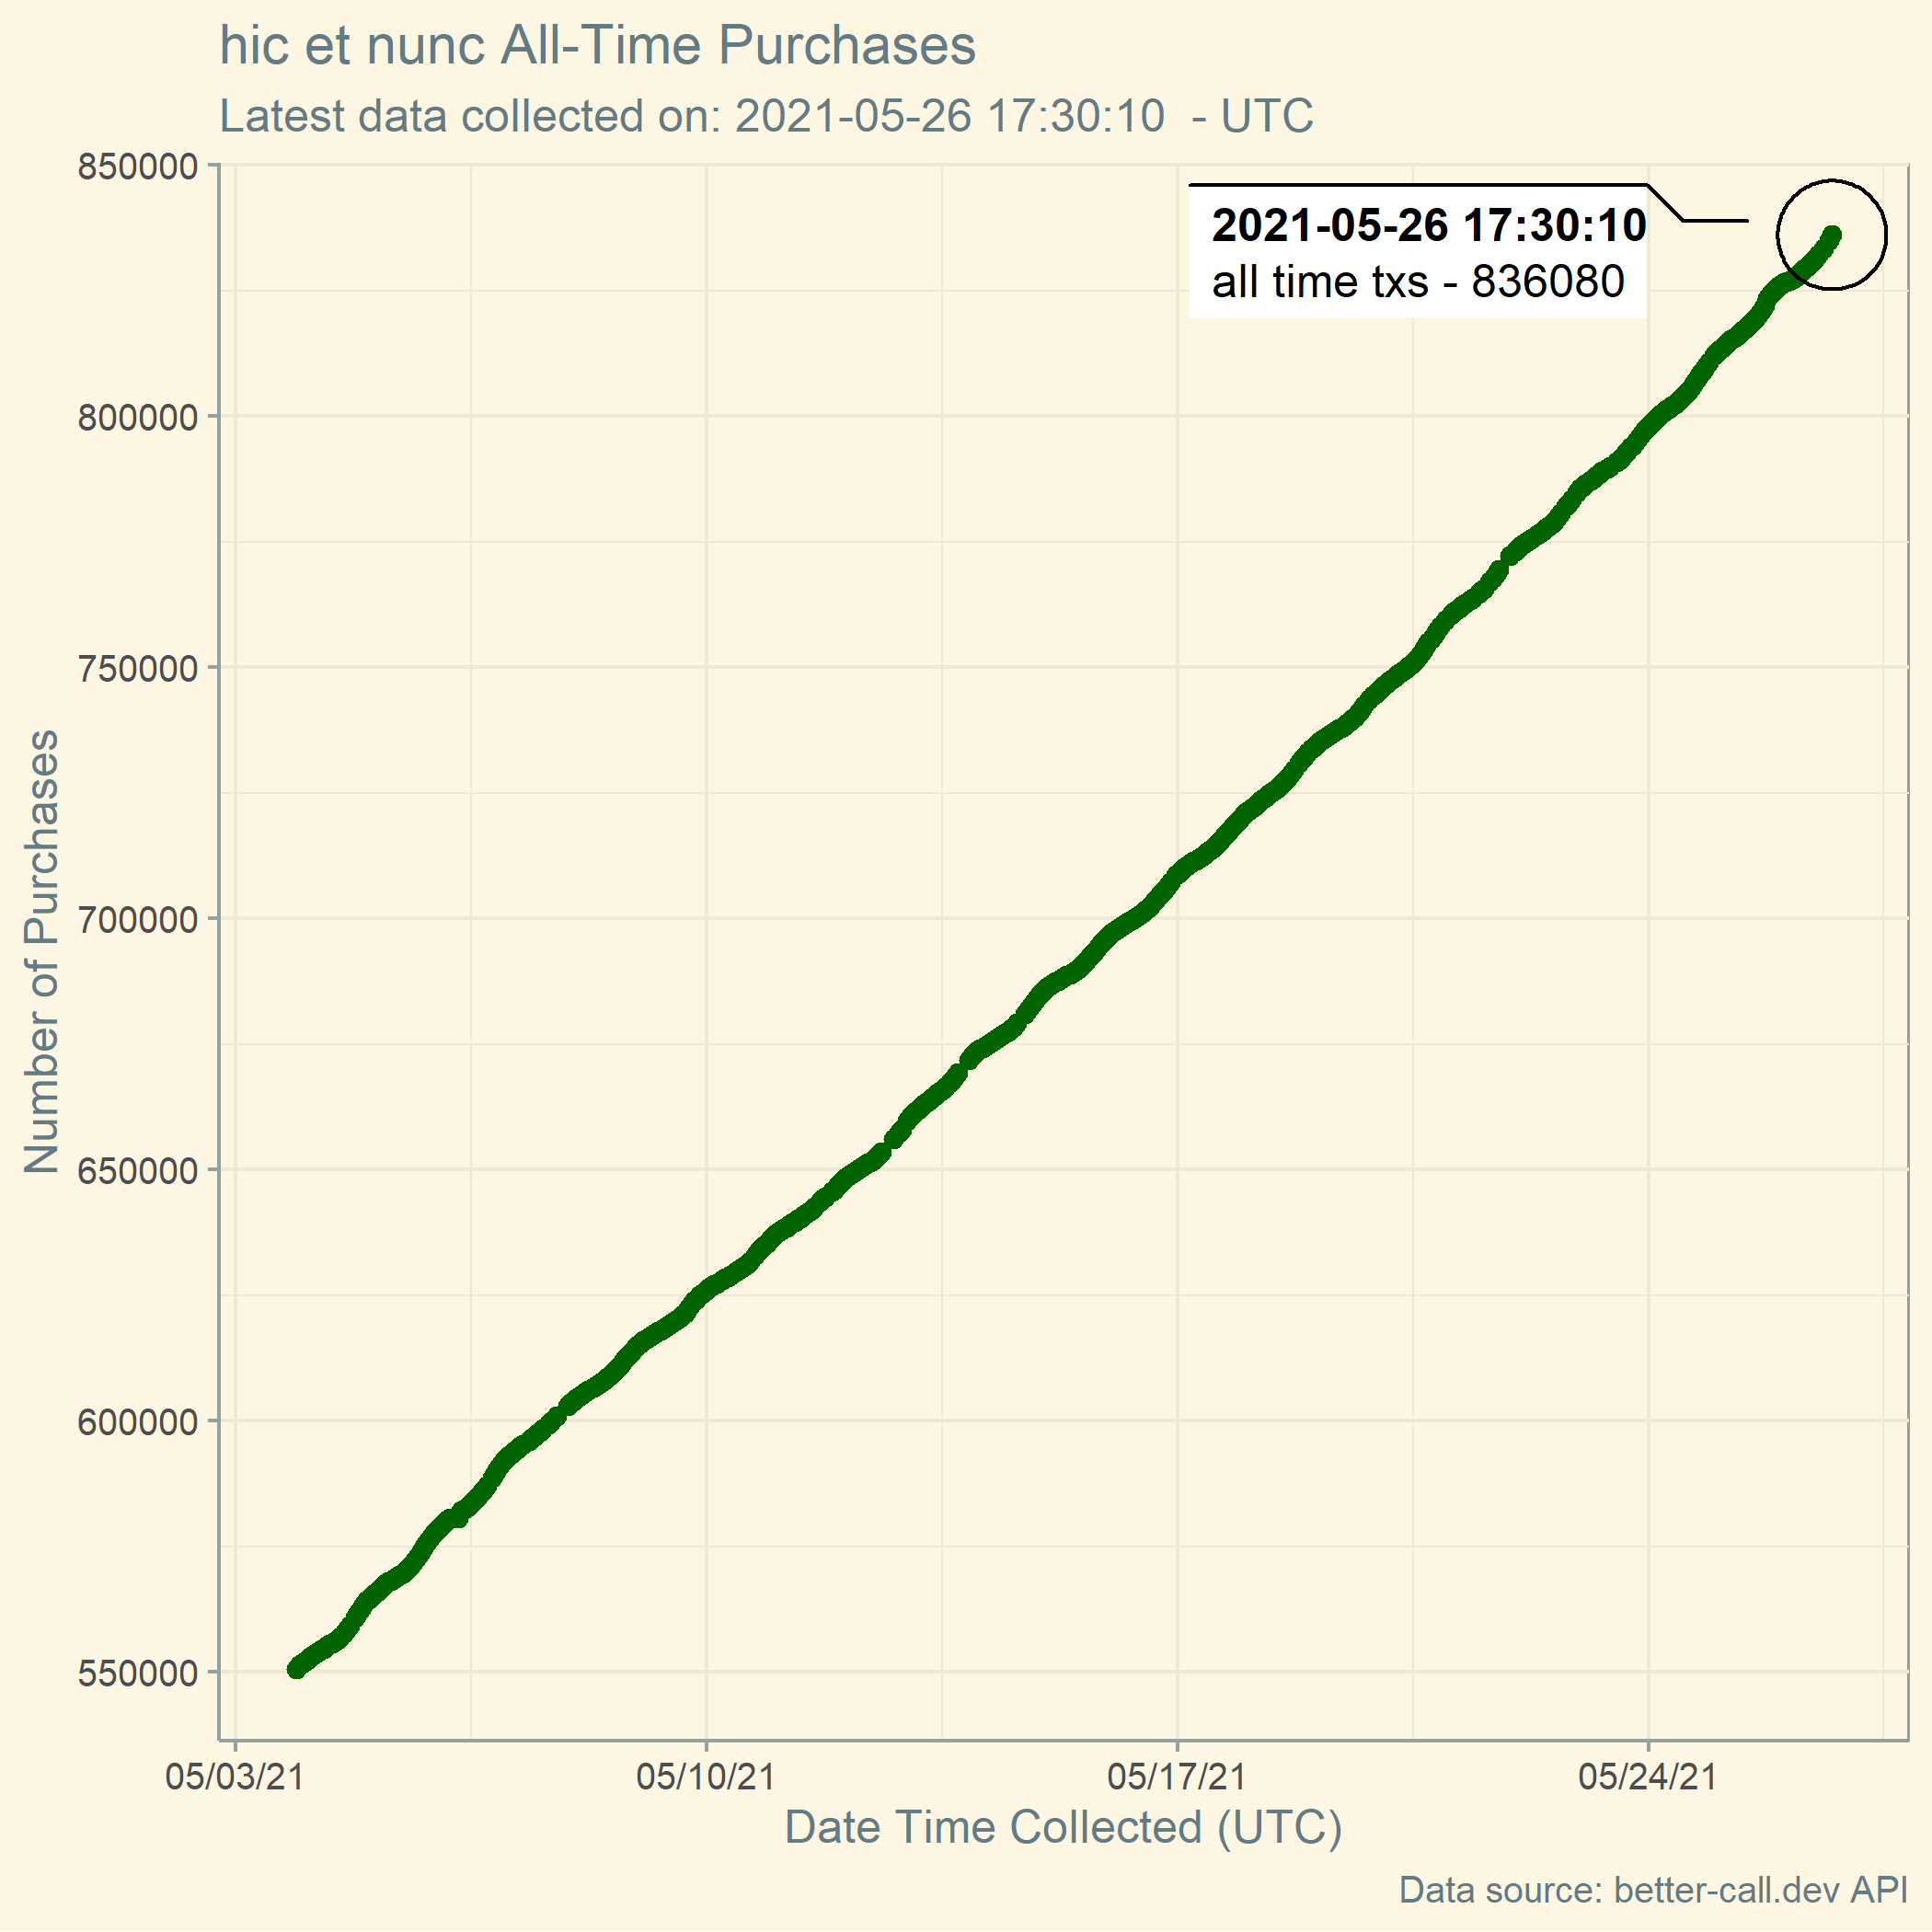 hic et nunc All-Time Purchases
Latest data collected on: 2021-05-26 17:30:10  - UTC
850000
2021-05-26 17:30:10
all time txs - 836080
800000
750000
700000
650000
600000
550000
Number of Purchases
05/03/21 05/10/21 05/17/21 05/24/21
Date Time Collected (UTC)
Data source: better-call.dev API